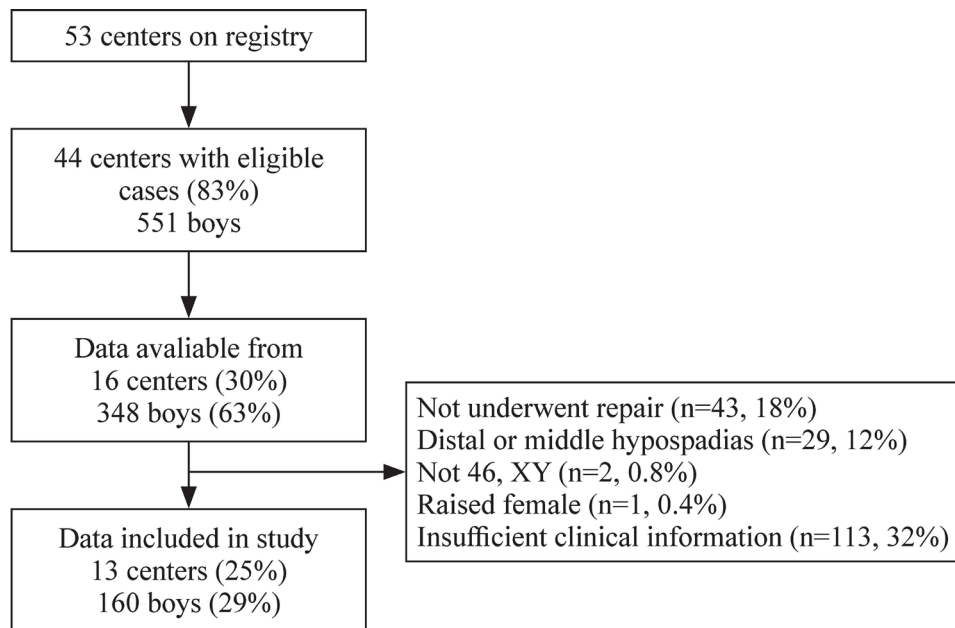 53 centers on registry
44 centers with eligible
cases (83%)
551 boys
Data avaliable from
16 centers (30%)
348 boys (63%)
Not underwent repair (n=43, 18%)
Distal or middle hypospadias (n=29, 12%)
Not 46, XY (n=2, 0.8%)
Raised female (n=1, 0.4%)
Insufficient clinical information (n=113, 32%)
Data included in study
13 centers (25%)
160 boys (29%)